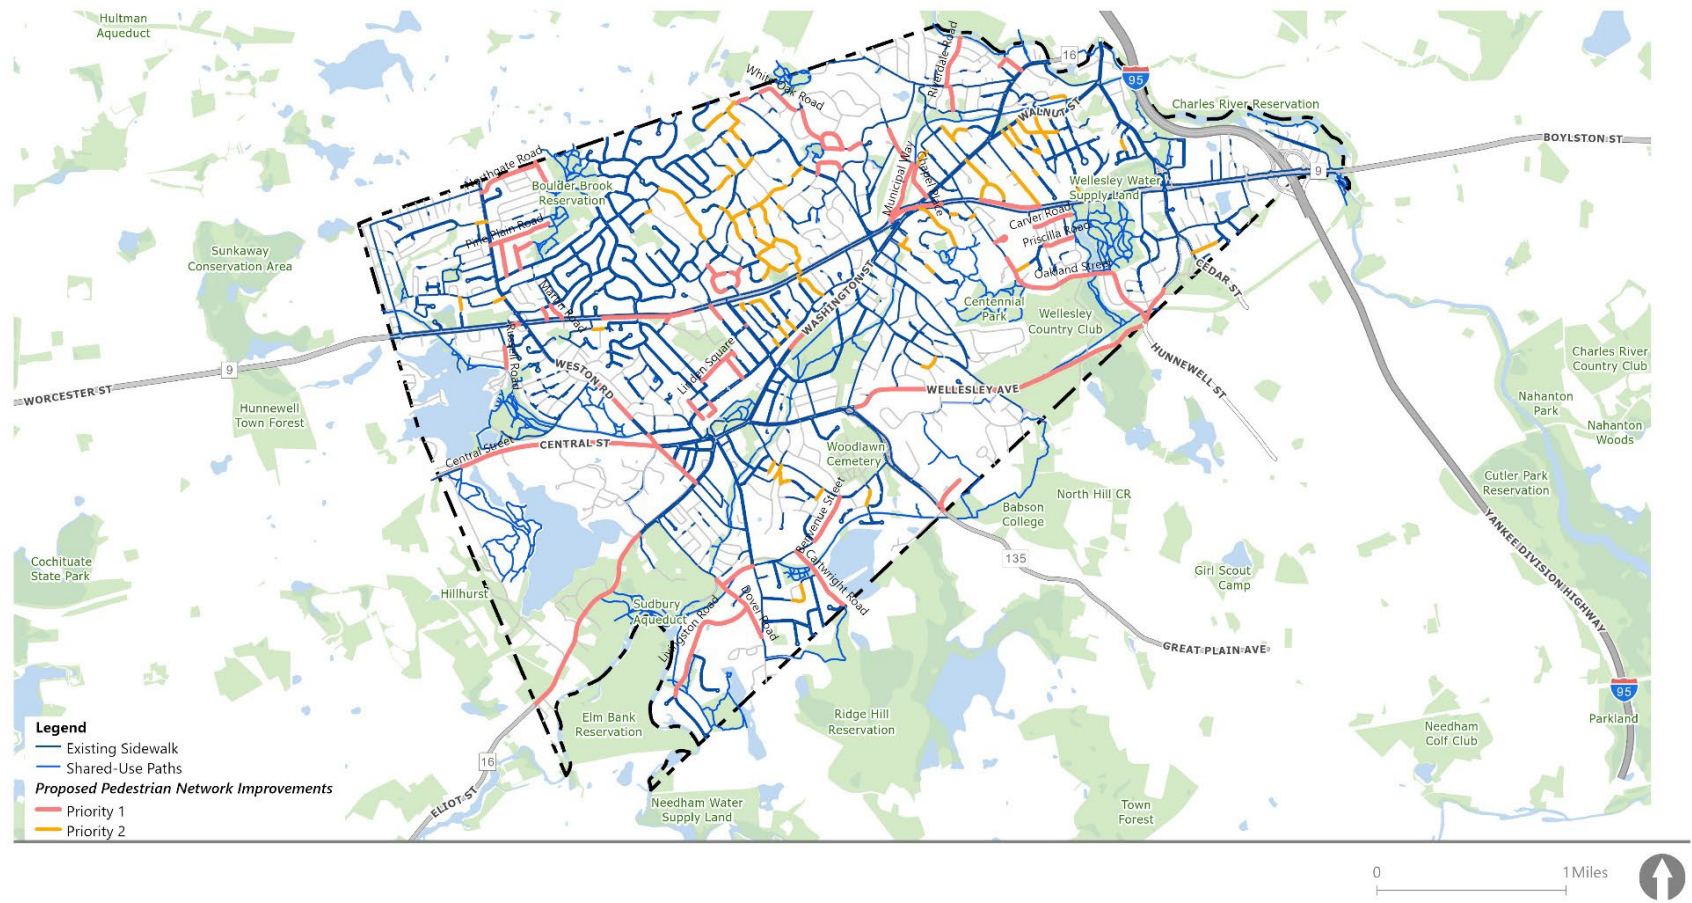 Hultman
Aqueduct
16
95
Riverdale Road
White Oak Road
Charles River Reservation
WALNUT ST
BOYLSTON ST
9
Northgate Road
Boulder Brook
Reservation
Municipal Way
Chapel Place
Wellesley Water
Supply Land
Carver Road
Priscilla Road
Pine Plain Road
Sunkaway
Conservation Area
Oakland Street
CEDAR ST
Manor Road
WASHINGTON ST
Centennial
Park
Wellesley
Country Club
Russell Road
9
WORCESTER ST
WESTON RD
Linden Square
HUNNEWELL ST
Charles River
Country Club
Hunnewell
Town Forest
WELLESLEY AVE
Nahanton
Park
Nahanton
Woods
Central Street
CENTRAL ST
Woodlawn
Cemetery
Cutler Park
Reservation
North Hill CR
Babson
College
Benvenue Street
YANKEE DIVISION HIGHWAY
135
Cochituate
State Park
Cartwright Road
Girl Scout
Camp
Hillhurst
Sudbury
Aqueduct
Dover Road
Livingston Road
GREAT PLAIN AVE
95
Elm Bank
Reservation
Ridge Hill
Reservation
Parkland
Needham
Golf Club
16
ELIOT ST
Needham Water
Supply Land
Town
Forest
Legend
Existing Sidewalk
Shared-Use Paths
Proposed Pedestrian Network Improvements
Priority 1
Priority 2
0
1 Miles